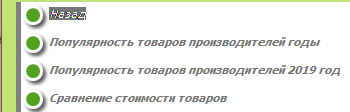 Назад
Популярность товаров производителей годы
Популярность товаров производителей 2019 год
Сравнение стоимости товаров